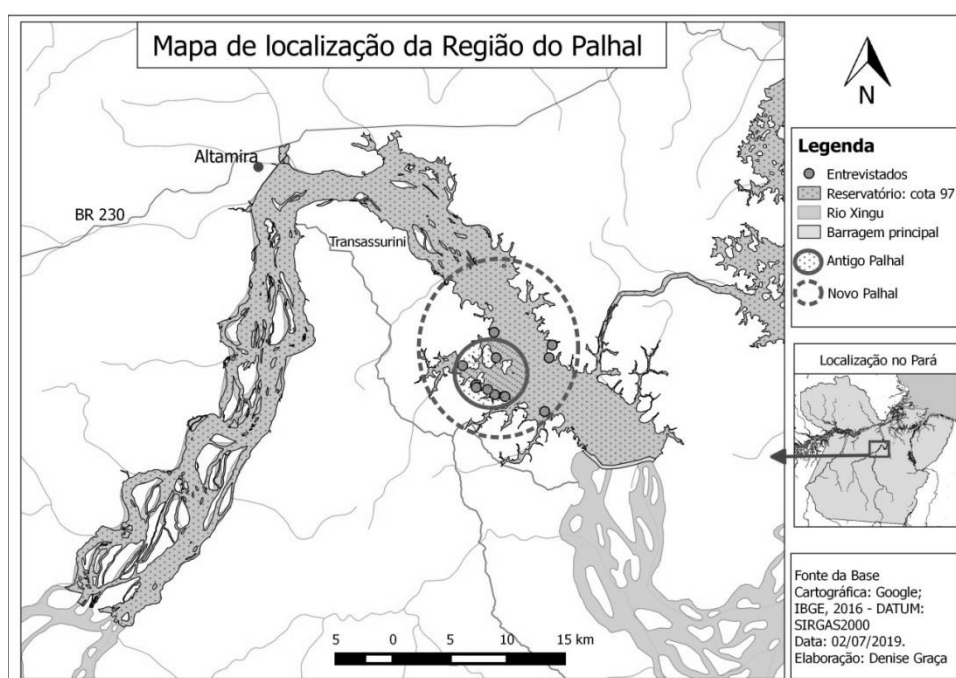 Mapa de localização da Região do Palhal
N
Altamira
BR 230
Transassurini
Legenda
Entrevistados
Reservatório: cota 97
Rio Xingu
Barragem principal
Antigo Palhal
Novo Palhal
Localização no Pará
5 0 5 10 15 km
Fonte da Base
Cartográfica: Google;
IBGE, 2016 - DATUM:
SIRGAS2000
Data: 02/07/2019.
Elaboração: Denise Graça